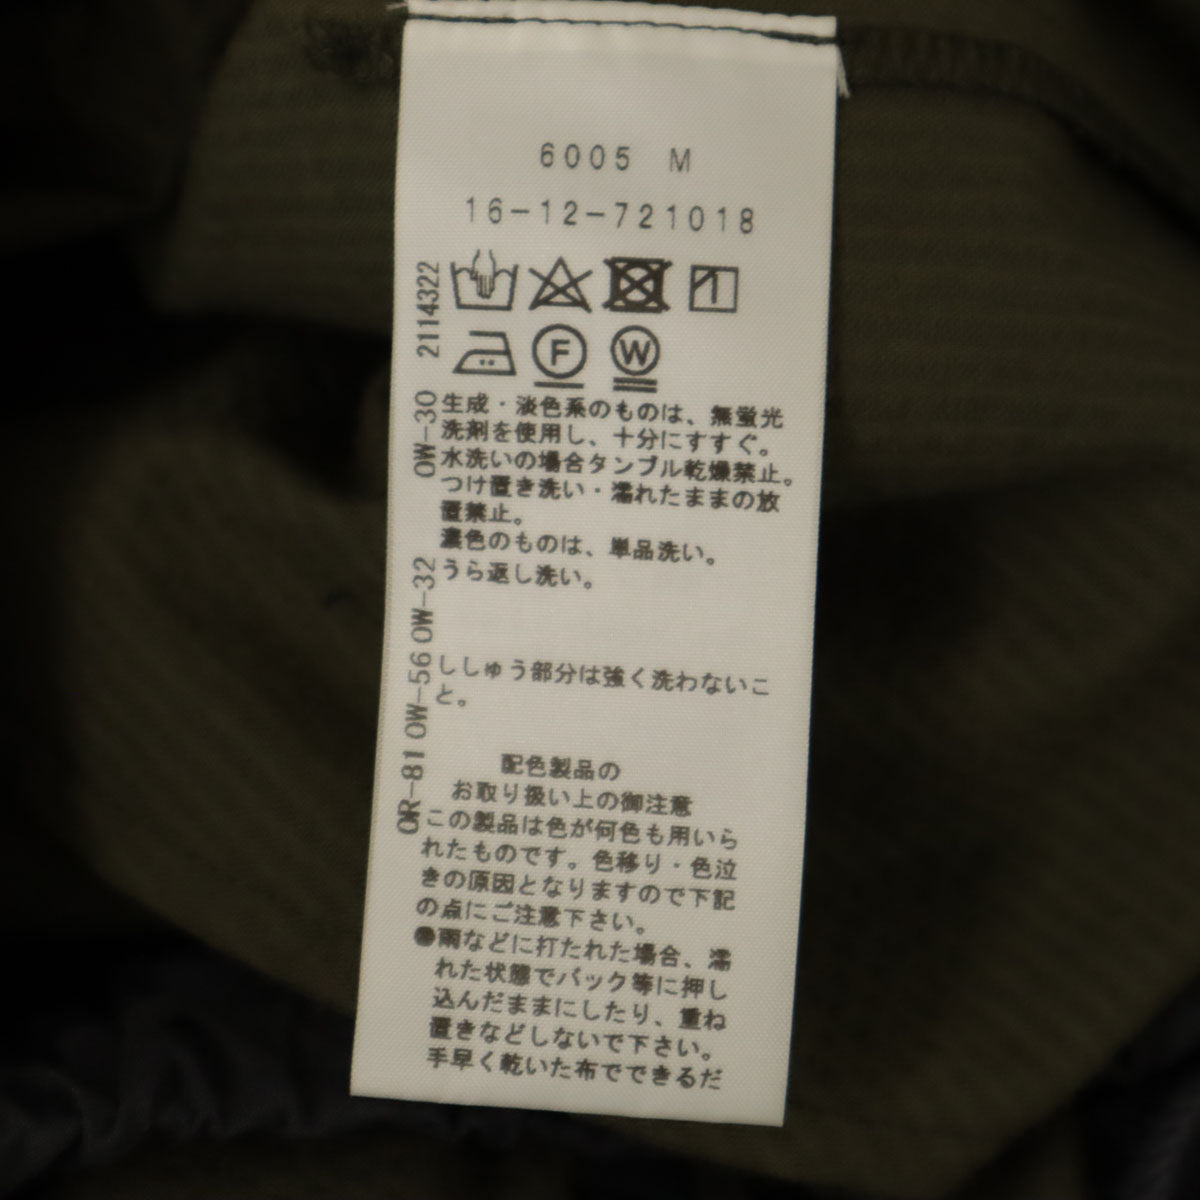 6005 M
16-12-721018
F W
生成・淡色系のものは、無蛍光
洗剤を使用し、十分にすすぐ。
水洗いの場合タンブル乾燥禁止。
つけ置き洗い・濡れたままの放
置禁止。
濃色のものは、単品洗い。
うら返し洗い。
ししゅう部分は強く洗わないこ
と。
配色製品の
お取り扱い上の御注意
この製品は色が何色も用いら
れたものです。色移り・色泣
きの原因となりますので下記
の点にご注意下さい。
●雨などに打たれた場合、濡
れた状態でバック等に押し
込んだままにしたり、重ね
置きなどしないで下さい。
手早く乾いた布でできるだ
OR-81 OW-56 OW-32 OW-30 2114322